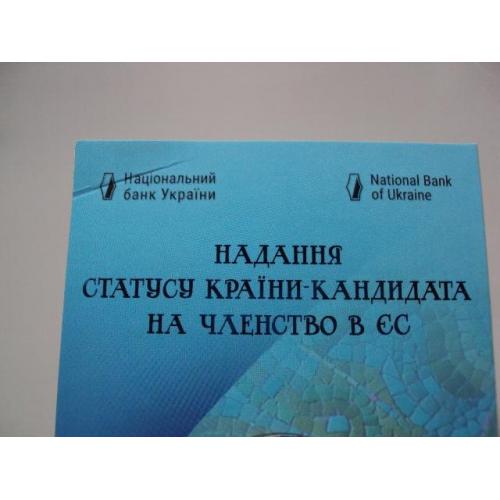 Національний
банк України
National Bank
of Ukraine
НАДАННЯ
СТАТУСУ КРАЇНИ-КАНДИДАТА
НА ЧЛЕНСТВО В ЄС